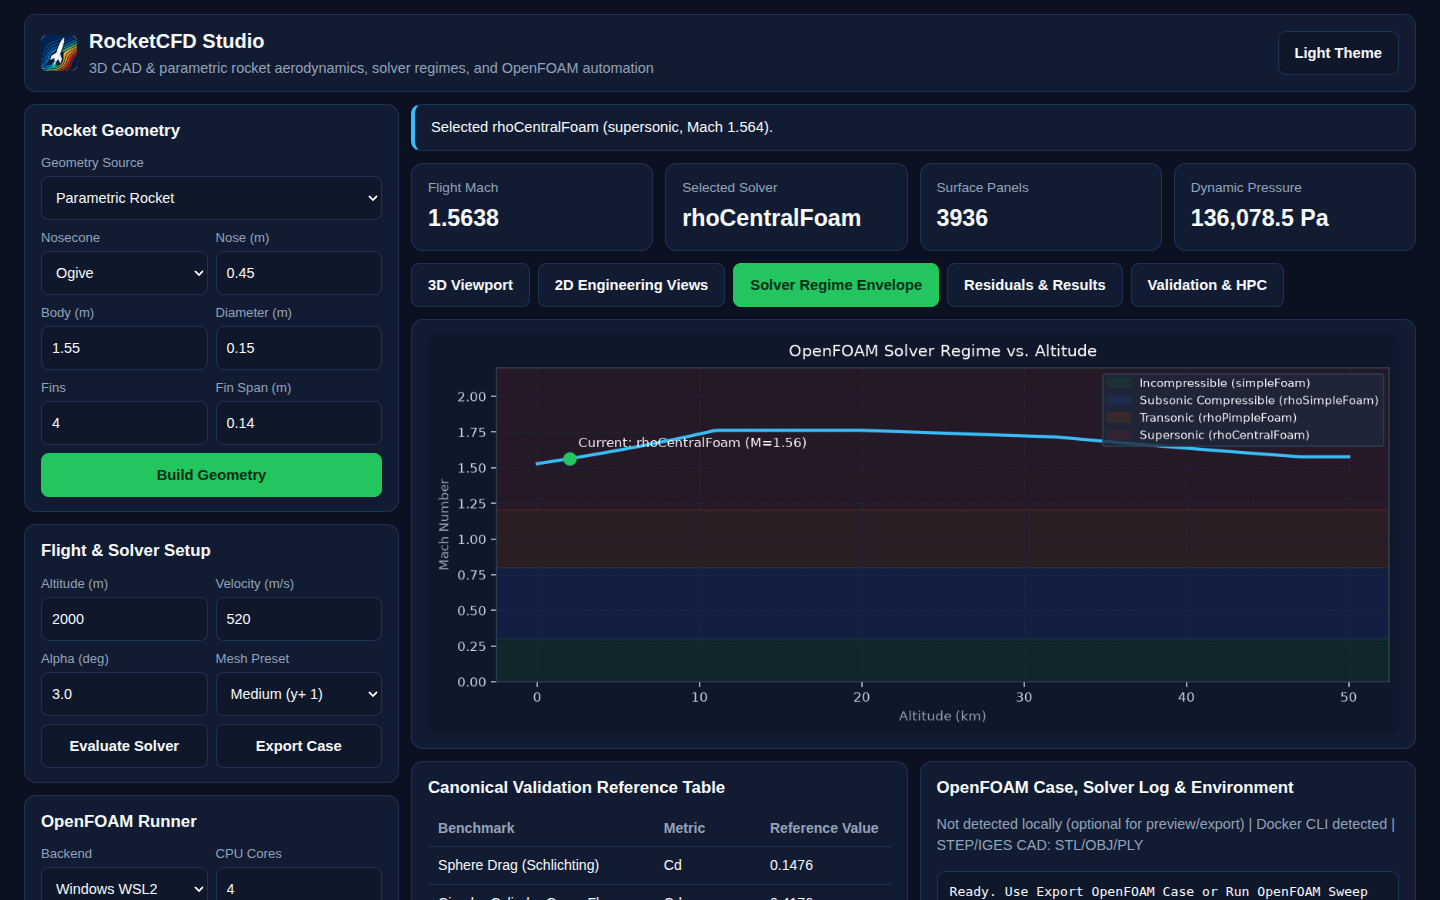 RocketCFD Studio
3D CAD & parametric rocket aerodynamics, solver regimes, and OpenFOAM automation
Light Theme
Rocket Geometry
Geometry Source
Parametric Rocket
Nosecone
Nose (m)
Ogive
0.45
Body (m)
Diameter (m)
1.55
0.15
Fins
Fin Span (m)
4
0.14
Build Geometry
Flight & Solver Setup
Altitude (m)
Velocity (m/s)
2000
520
Alpha (deg)
Mesh Preset
3.0
Medium (y+ 1)
Evaluate Solver
Export Case
OpenFOAM Runner
Backend
CPU Cores
Windows WSL2
4
Selected rhoCentralFoam (supersonic, Mach 1.564).
Flight Mach
1.5638
Selected Solver
rhoCentralFoam
Surface Panels
3936
Dynamic Pressure
136,078.5 Pa
3D Viewport
2D Engineering Views
Solver Regime Envelope
Residuals & Results
Validation & HPC
OpenFOAM Solver Regime vs. Altitude
Incompressible (simpleFoam)
Subsonic Compressible (rhoSimpleFoam)
Transonic (rhoPimpleFoam)
Supersonic (rhoCentralFoam)
Current: rhoCentralFoam (M=1.56)
Mach Number
2.00
1.75
1.50
1.25
1.00
0.75
0.50
0.25
0.00
0 10 20 30 40 50
Altitude (km)
Canonical Validation Reference Table
Benchmark Metric Reference Value
Sphere Drag (Schlichting) Cd 0.1476
OpenFOAM Case, Solver Log & Environment
Not detected locally (optional for preview/export) | Docker CLI detected |
STEP/IGES CAD: STL/OBJ/PLY
Ready. Use Export OpenFOAM Case or Run OpenFOAM Sweep